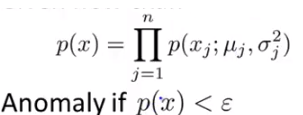 p(x) = ∏_{j=1}^{n} p(x_j; μ_j, σ_j^2)
Anomaly if p(x) < ε